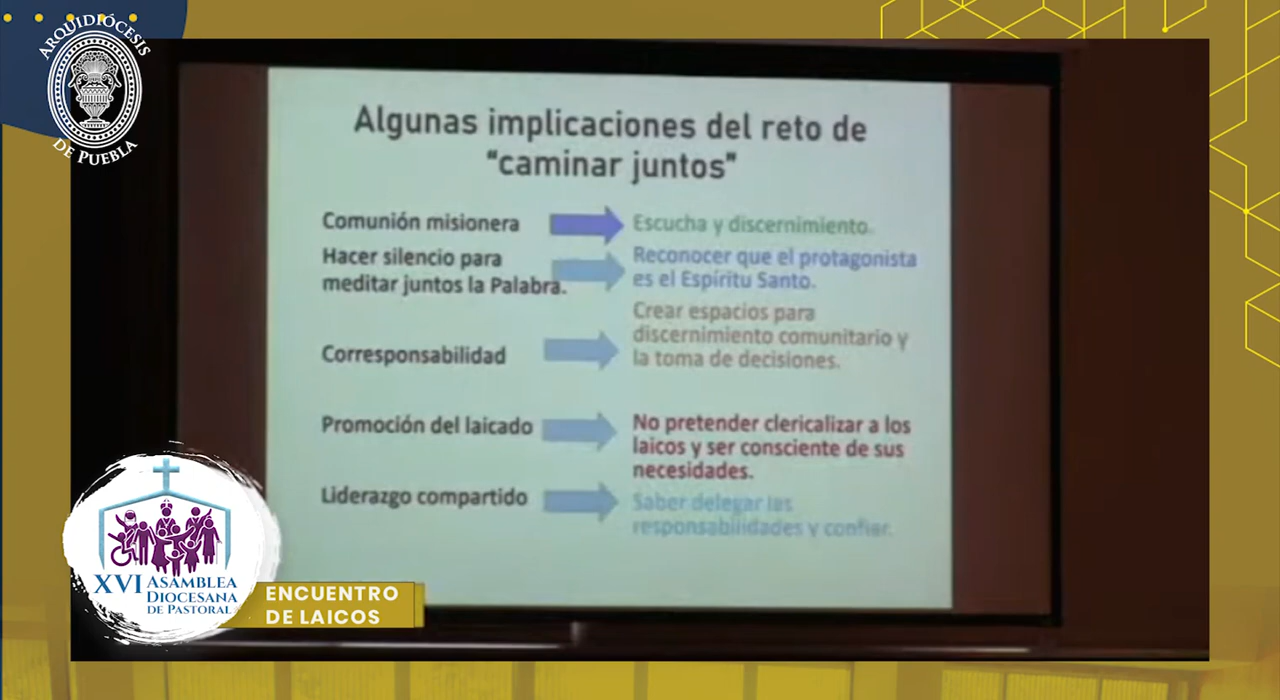 ARQUIDIÓCESIS
DE PUEBLA
Algunas implicaciones del reto de
"caminar juntos"
Comunión misionera
Escucha y discernimiento.
Hacer silencio para
meditar juntos la Palabra.
Reconocer que el protagonista
es el Espíritu Santo.
Corresponsabilidad
Crear espacios para
discernimiento comunitario y
la toma de decisiones.
Promoción del laicado
No pretender clericalizar a los
laicos y ser consciente de sus
necesidades.
Liderazgo compartido
Saber delegar las
responsabilidades y confiar.
XVI ASAMBLEA
DIOCESANA
DE PASTORAL
ENCUENTRO
DE LAICOS